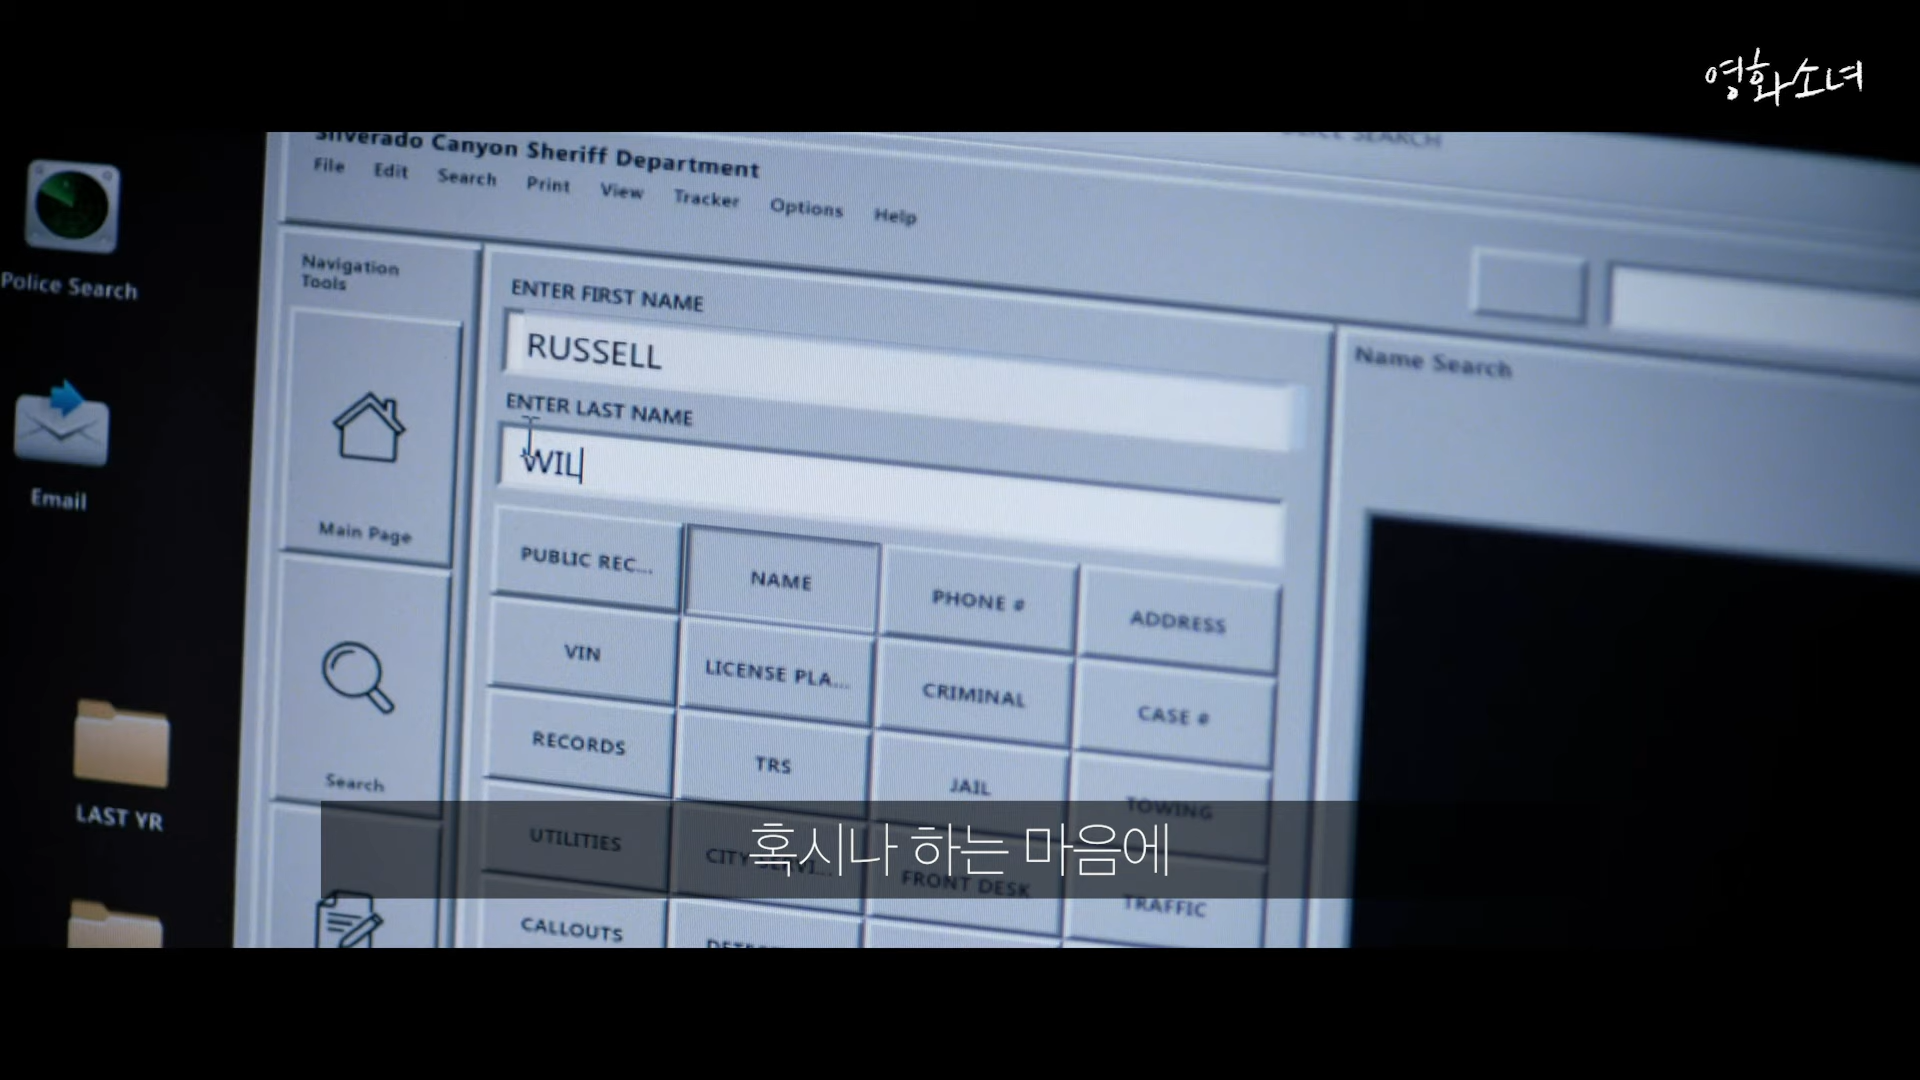 영화소녀
Silverado Canyon Sheriff Department
File Edit Search Print View Tracker Options Help
Police Search
Email
LAST YR
Navigation
Tools
Main Page
Search
ENTER FIRST NAME
RUSSELL
ENTER LAST NAME
WIL
PUBLIC REC... NAME PHONE # ADDRESS
VIN LICENSE PLA... CRIMINAL CASE #
RECORDS TRS JAIL TOWING
UTILITIES CITY SERVI... FRONT DESK TRAFFIC
CALLOUTS
Name Search
혹시나 하는 마음에